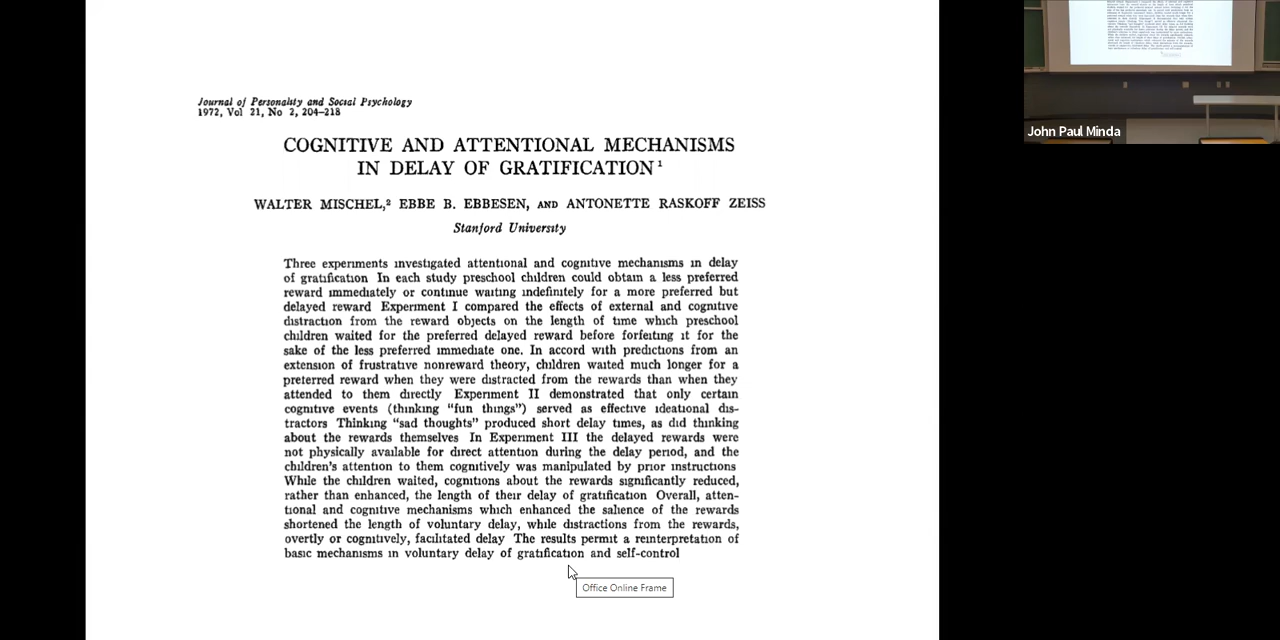 Journal of Personality and Social Psychology
1972, Vol 21, No 2, 204-218
COGNITIVE AND ATTENTIONAL MECHANISMS
IN DELAY OF GRATIFICATION ¹
WALTER MISCHEL,² EBBE B. EBBESEN, AND ANTONETTE RASKOFF ZEISS
Stanford University
Three experiments investigated attentional and cognitive mechanisms in delay
of gratification In each study preschool children could obtain a less preferred
reward immediately or continue waiting indefinitely for a more preferred but
delayed reward Experiment I compared the effects of external and cognitive
distraction from the reward objects on the length of time which preschool
children waited for the preferred delayed reward before forfeiting it for the
sake of the less preferred immediate one. In accord with predictions from an
extension of frustrative nonreward theory, children waited much longer for a
preferred reward when they were distracted from the rewards than when they
attended to them directly Experiment II demonstrated that only certain
cognitive events (thinking "fun things") served as effective ideational dis-
tractors Thinking "sad thoughts" produced short delay times, as did thinking
about the rewards themselves In Experiment III the delayed rewards were
not physically available for direct attention during the delay period, and the
children's attention to them cognitively was manipulated by prior instructions
While the children waited, cognitions about the rewards significantly reduced,
rather than enhanced, the length of their delay of gratification Overall, atten-
tional and cognitive mechanisms which enhanced the salience of the rewards
shortened the length of voluntary delay, while distractions from the rewards,
overtly or cognitively, facilitated delay The results permit a reinterpretation of
basic mechanisms in voluntary delay of gratification and self-control
Office Online Frame
John Paul Minda